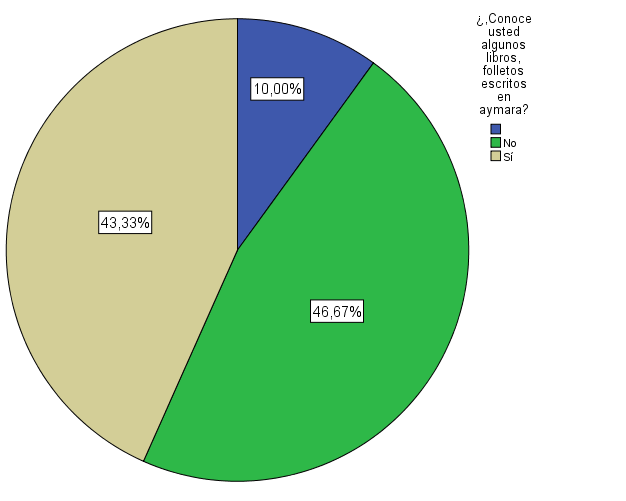 ¿,Conoce
usted
algunos
libros,
folletos
escritos
en
aymara?
No
Sí
10,00%
43,33%
46,67%